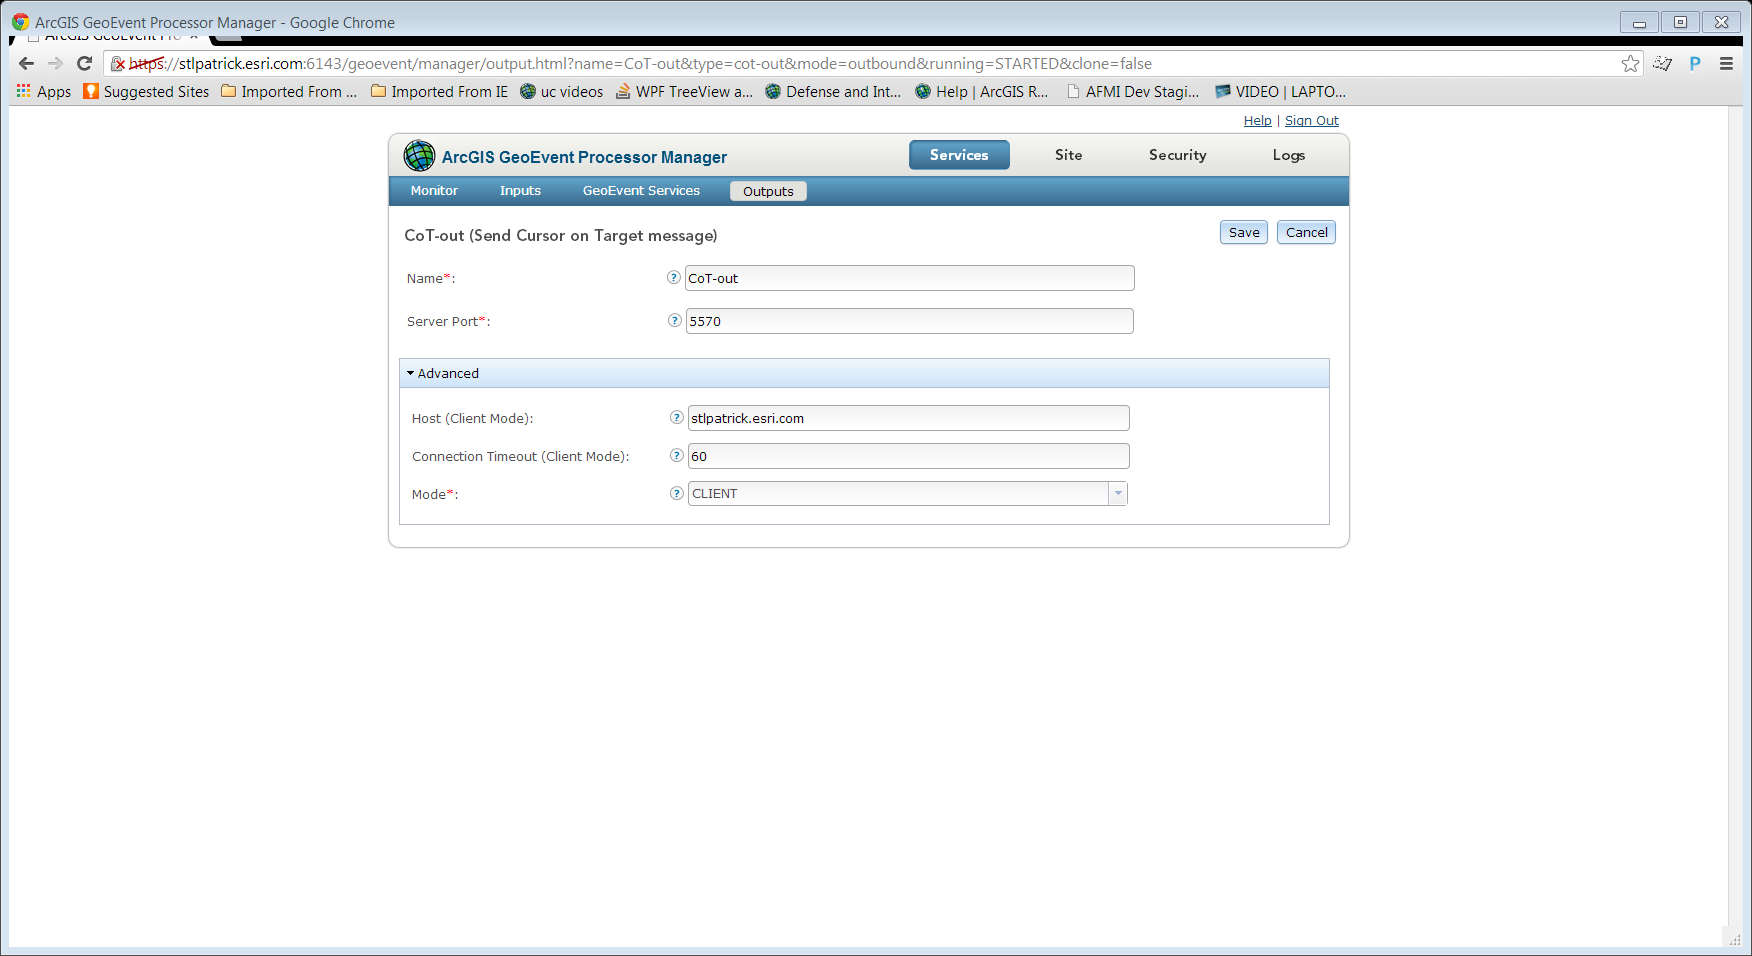 ArcGIS GeoEvent Processor Manager - Google Chrome
ArcGIS GeoEvent Pro
https://stlpatrick.esri.com:6143/geoevent/manager/output.html?name=CoT-out&type=cot-out&mode=outbound&running=STARTED&clone=false
Apps Suggested Sites Imported From ... Imported From IE uc videos WPF TreeView a... Defense and Int... Help | ArcGIS R... AFMI Dev Stagi... VIDEO | LAPTO...
Help | Sign Out
ArcGIS GeoEvent Processor Manager Services Site Security Logs
Monitor Inputs GeoEvent Services Outputs
CoT-out (Send Cursor on Target message) Save Cancel
Name*: ? CoT-out
Server Port*: ? 5570
Advanced
Host (Client Mode): ? stlpatrick.esri.com
Connection Timeout (Client Mode): ? 60
Mode*: ? CLIENT